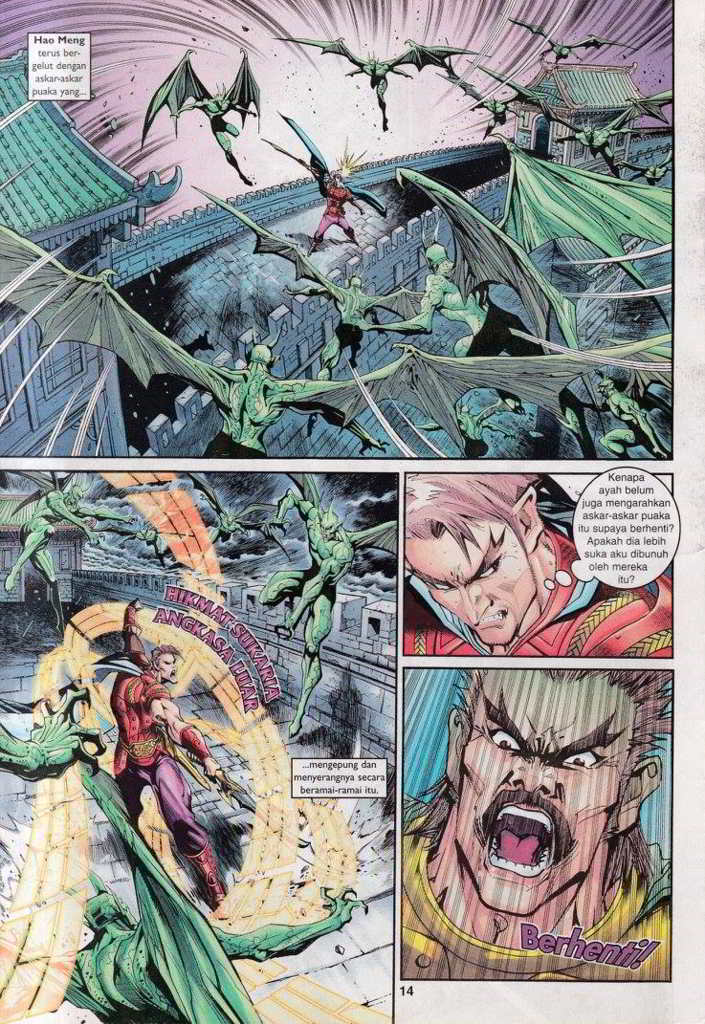 Hao Meng
terus ber-
gelut dengan
askar-askar
puaka yang...
HIKMAT SUKARIA
ANGKASA LUAR
...mengepung dan
menyerangnya secara
beramai-ramai itu.
Kenapa
ayah belum
juga mengarahkan
askar-askar puaka
itu supaya berhenti?
Apakah dia lebih
suka aku dibunuh
oleh mereka
itu?
Berhenti!
14